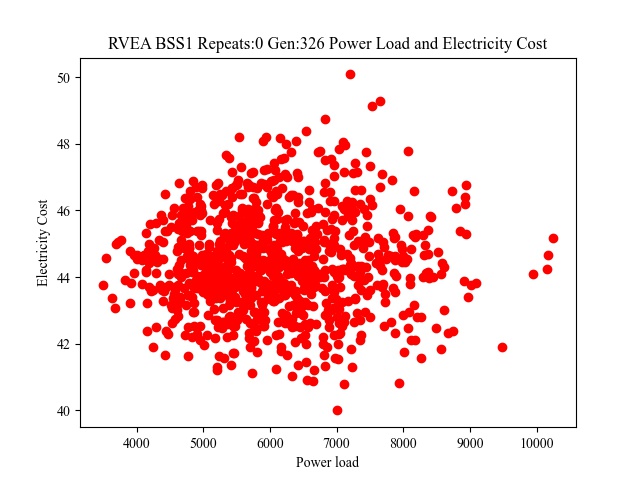 RVEA BSS1 Repeats:0 Gen:326 Power Load and Electricity Cost
50
48
46
44
42
40
Electricity Cost
4000 5000 6000 7000 8000 9000 10000
Power load